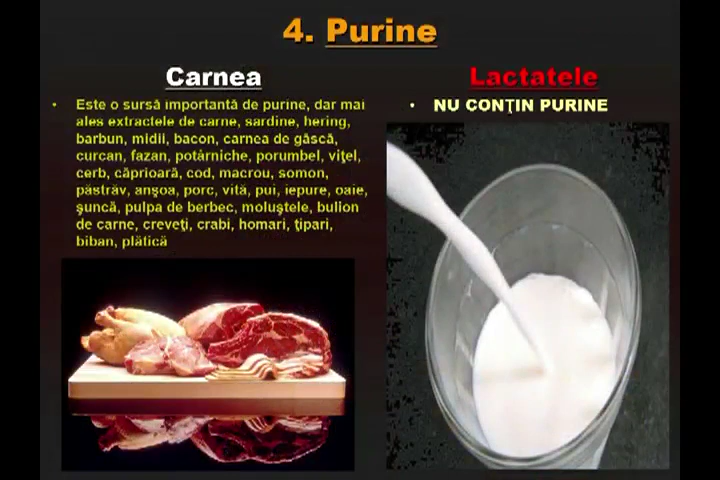 4. Purine
Carnea
• Este o sursă importantă de purine, dar mai
ales extractele de carne, sardine, hering,
barbun, midii, bacon, carnea de gâscă,
curcan, fazan, potârniche, porumbel, viţel,
cerb, căprioară, cod, macrou, somon,
păstrăv, anşoa, porc, vită, pui, iepure, oaie,
şuncă, pulpa de berbec, moluştele, bulion
de carne, creveţi, crabi, homari, ţipari,
biban, plătică
Lactatele
• NU CONŢIN PURINE